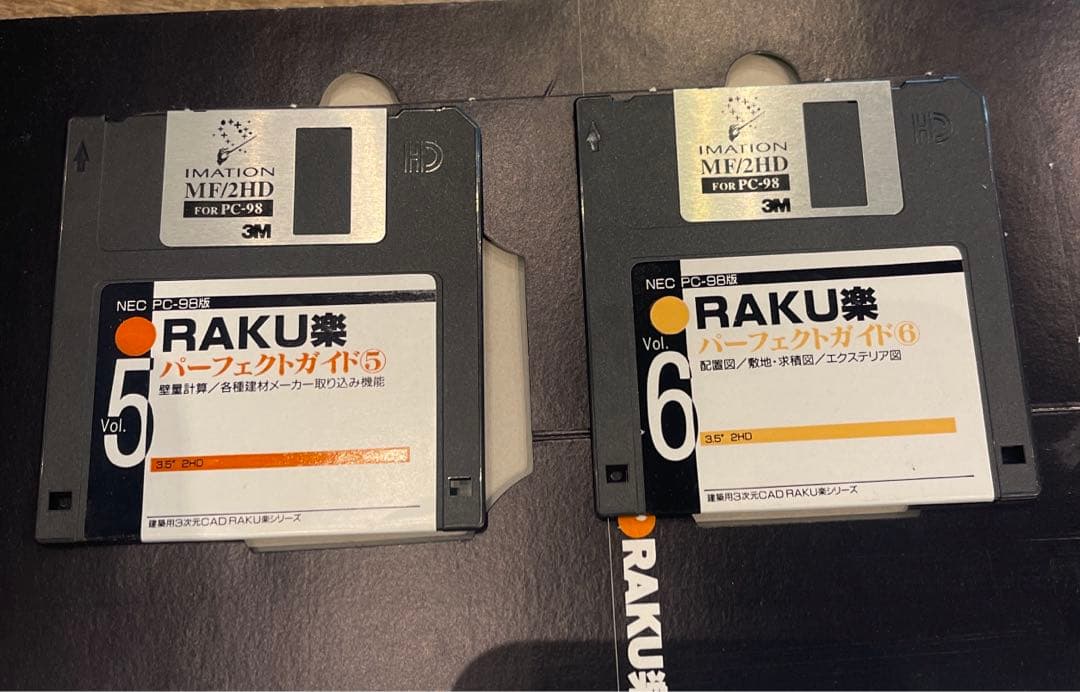 IMATION
MF/2HD
FOR PC-98
3M
HD
NEC PC-98版
RAKU楽
パーフェクトガイド⑤
壁量計算/各種建材メーカー取り込み機能
Vol. 5
3.5" 2HD
建築用3次元CAD RAKU楽シリーズ
IMATION
MF/2HD
FOR PC-98
3M
HD
NEC PC-98版
RAKU楽
パーフェクトガイド⑥
配置図/敷地・求積図/エクステリア図
Vol. 6
3.5" 2HD
建築用3次元CAD RAKU楽シリーズ
RAKU楽